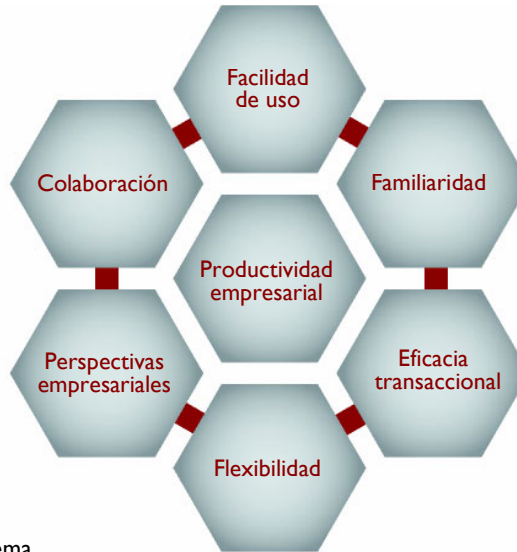 Facilidad
de uso
Colaboración
Familiaridad
Productividad
empresarial
Perspectivas
empresariales
Eficacia
transaccional
Flexibilidad